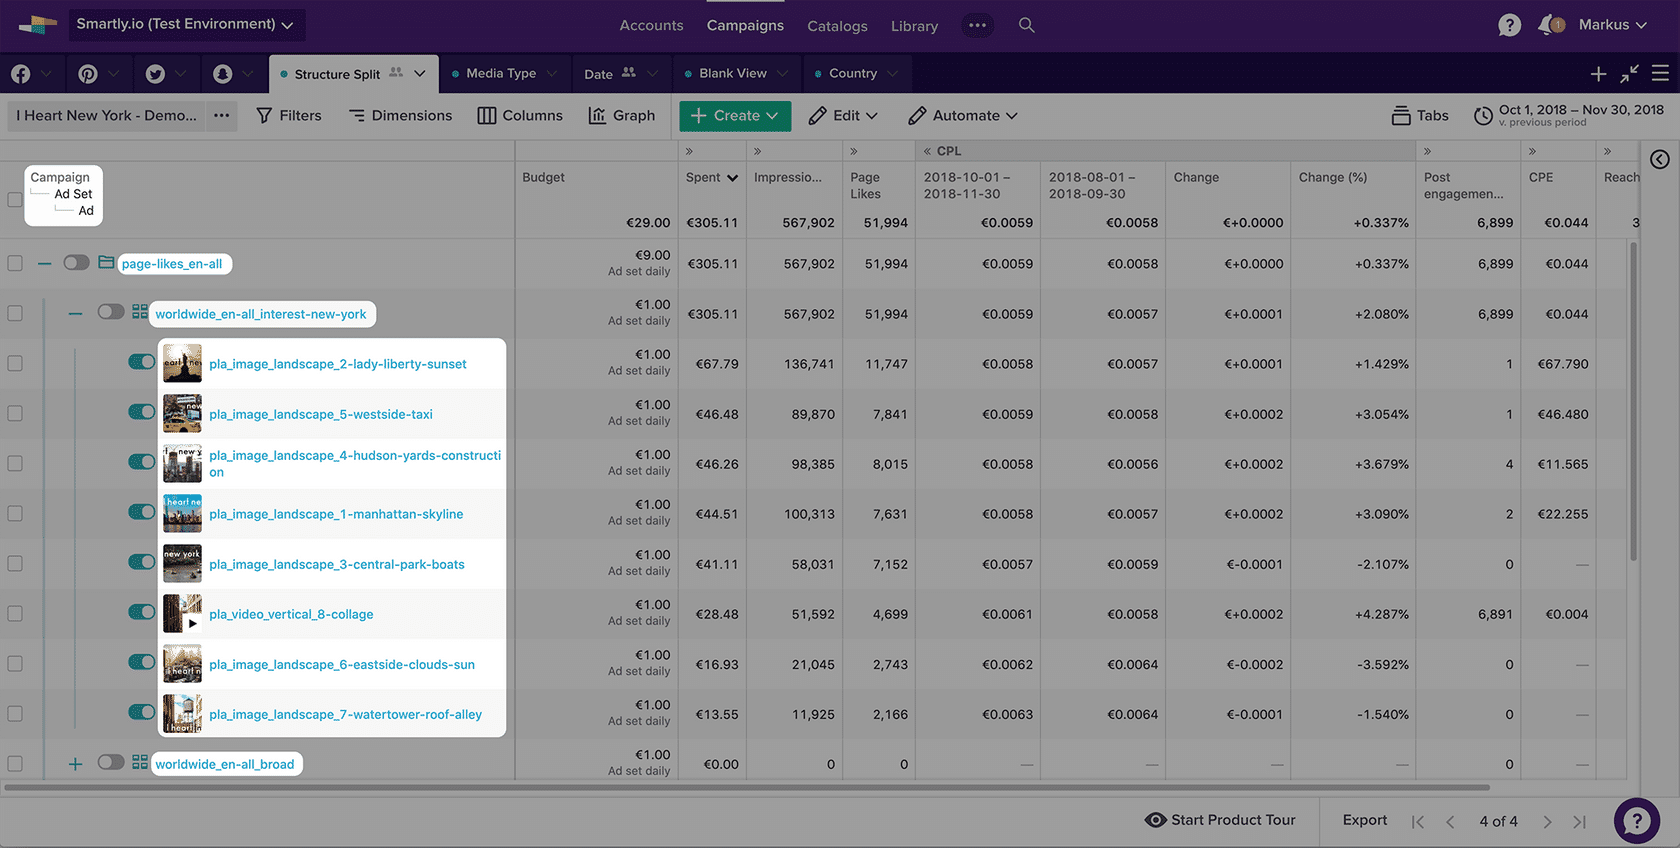 Smartly.io (Test Environment)
Accounts
Campaigns
Catalogs
Library
1
Markus
Structure Split
Media Type
Date
Blank View
Country
I Heart New York - Demo...
Filters
Dimensions
Columns
Graph
Create
Edit
Automate
Tabs
Oct 1, 2018 – Nov 30, 2018
v. previous period
» » » « CPL » » »
Campaign
Ad Set
Ad
Budget
Spent
Impressio...
Page
Likes
2018-10-01 –
2018-11-30
2018-08-01 –
2018-09-30
Change
Change (%)
Post
engagemen...
CPE
Reach
€29.00 €305.11 567,902 51,994 €0.0059 €0.0058 €+0.0000 +0.337% 6,899 €0.044 3
page-likes_en-all
€9.00
Ad set daily
€305.11 567,902 51,994 €0.0059 €0.0058 €+0.0000 +0.337% 6,899 €0.044
worldwide_en-all_interest-new-york
€1.00
Ad set daily
€305.11 567,902 51,994 €0.0059 €0.0057 €+0.0001 +2.080% 6,899 €0.044
pla_image_landscape_2-lady-liberty-sunset
€1.00
Ad set daily
€67.79 136,741 11,747 €0.0058 €0.0057 €+0.0001 +1.429% 1 €67.790
pla_image_landscape_5-westside-taxi
€1.00
Ad set daily
€46.48 89,870 7,841 €0.0059 €0.0058 €+0.0002 +3.054% 1 €46.480
pla_image_landscape_4-hudson-yards-constructi
on
€1.00
Ad set daily
€46.26 98,385 8,015 €0.0058 €0.0056 €+0.0002 +3.679% 4 €11.565
heart ne
pla_image_landscape_1-manhattan-skyline
€1.00
Ad set daily
€44.51 100,313 7,631 €0.0058 €0.0057 €+0.0002 +3.090% 2 €22.255
new york
pla_image_landscape_3-central-park-boats
€1.00
Ad set daily
€41.11 58,031 7,152 €0.0057 €0.0059 €-0.0001 -2.107% 0 —
pla_video_vertical_8-collage
€1.00
Ad set daily
€28.48 51,592 4,699 €0.0061 €0.0058 €+0.0002 +4.287% 6,891 €0.004
pla_image_landscape_6-eastside-clouds-sun
€1.00
Ad set daily
€16.93 21,045 2,743 €0.0062 €0.0064 €-0.0002 -3.592% 0 —
pla_image_landscape_7-watertower-roof-alley
€1.00
Ad set daily
€13.55 11,925 2,166 €0.0063 €0.0064 €-0.0001 -1.540% 0 —
worldwide_en-all_broad
€1.00
Ad set daily
€0.00 0 0 — — — — 0 —
Start Product Tour
Export
4 of 4